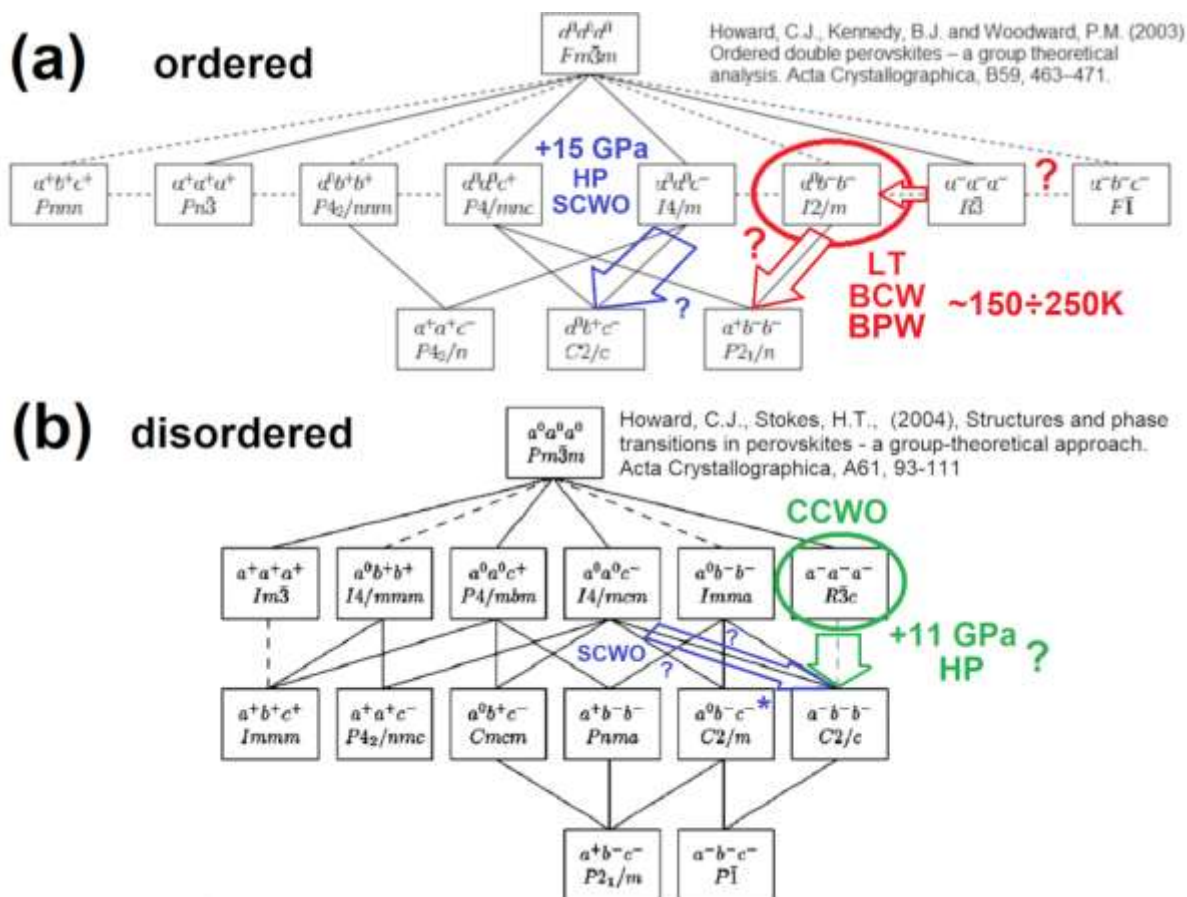 (a) ordered
a⁰a⁰a⁰
Fm3̄m
Howard, C.J., Kennedy, B.J. and Woodward, P.M. (2003)
Ordered double perovskites – a group theoretical
analysis. Acta Crystallographica, B59, 463–471.
a⁺b⁺c⁺
Pnnn
a⁺a⁺a⁺
Pn3̄
a⁰b⁺b⁺
P4₂/nnm
a⁰a⁰c⁺
P4/mnc
+15 GPa
HP
SCWO
a⁰a⁰c⁻
I4/m
a⁰b⁻b⁻
I2/m
a⁻a⁻a⁻
R3̄
?
a⁻b⁻c⁻
F1̄
?
?
LT
BCW
BPW
~150÷250K
a⁺a⁺c⁻
P4₂/n
a⁰b⁺c⁻
C2/c
a⁺b⁻b⁻
P2₁/n
(b) disordered
a⁰a⁰a⁰
Pm3̄m
Howard, C.J., Stokes, H.T., (2004), Structures and phase
transitions in perovskites - a group-theoretical approach.
Acta Crystallographica, A61, 93-111
CCWO
a⁺a⁺a⁺
Im3̄
a⁰b⁺b⁺
I4/mmm
a⁰a⁰c⁺
P4/mbm
a⁰a⁰c⁻
I4/mcm
a⁰b⁻b⁻
Imma
a⁻a⁻a⁻
R3̄c
SCWO
?
?
+11 GPa
HP
?
a⁺b⁺c⁺
Immm
a⁺a⁺c⁻
P4₂/nmc
a⁰b⁺c⁻
Cmcm
a⁺b⁻b⁻
Pnma
a⁰b⁻c⁻ *
C2/m
a⁻b⁻b⁻
C2/c
a⁺b⁻c⁻
P2₁/m
a⁻b⁻c⁻
P1̄